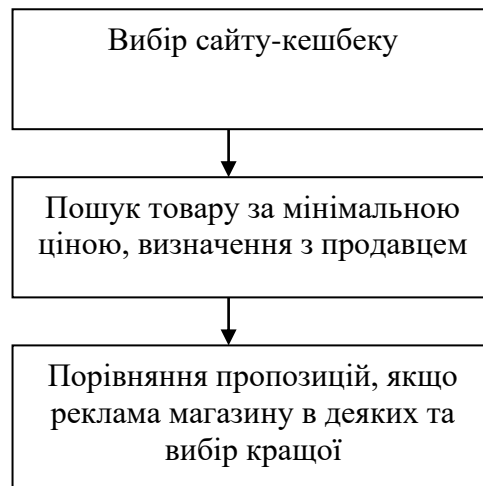 Вибір сайту-кешбеку
Пошук товару за мінімальною
ціною, визначення з продавцем
Порівняння пропозицій, якщо
реклама магазину в деяких та
вибір кращої